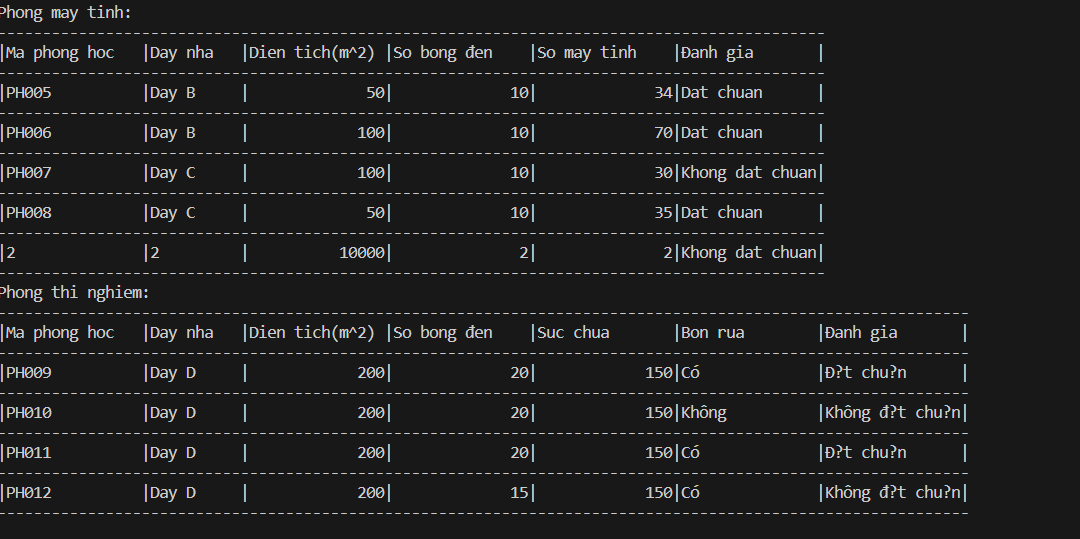 Phong may tinh:
-------------------------------------------------------------------------------------------
|Ma phong học   |Day nha   |Dien tich(m^2) |So bong đen    |So may tinh    |Đanh gia       |
-------------------------------------------------------------------------------------------
|PH005          |Day B     |             50|             10|             34|Dat chuan      |
-------------------------------------------------------------------------------------------
|PH006          |Day B     |            100|             10|             70|Dat chuan      |
-------------------------------------------------------------------------------------------
|PH007          |Day C     |            100|             10|             30|Khong dat chuan|
-------------------------------------------------------------------------------------------
|PH008          |Day C     |             50|             10|             35|Dat chuan      |
-------------------------------------------------------------------------------------------
|2              |2         |          10000|              2|              2|Khong dat chuan|
-------------------------------------------------------------------------------------------
Phong thi nghiem:
-----------------------------------------------------------------------------------------------------------
|Ma phong hoc   |Day nha   |Dien tich(m^2) |So bong đen    |Suc chua       |Bon rua        |Đanh gia       |
-----------------------------------------------------------------------------------------------------------
|PH009          |Day D     |            200|             20|            150|Có             |Đ?t chu?n      |
-----------------------------------------------------------------------------------------------------------
|PH010          |Day D     |            200|             20|            150|Không          |Không đ?t chu?n|
-----------------------------------------------------------------------------------------------------------
|PH011          |Day D     |            200|             20|            150|Có             |Đ?t chu?n      |
-----------------------------------------------------------------------------------------------------------
|PH012          |Day D     |            200|             15|            150|Có             |Không đ?t chu?n|
-----------------------------------------------------------------------------------------------------------